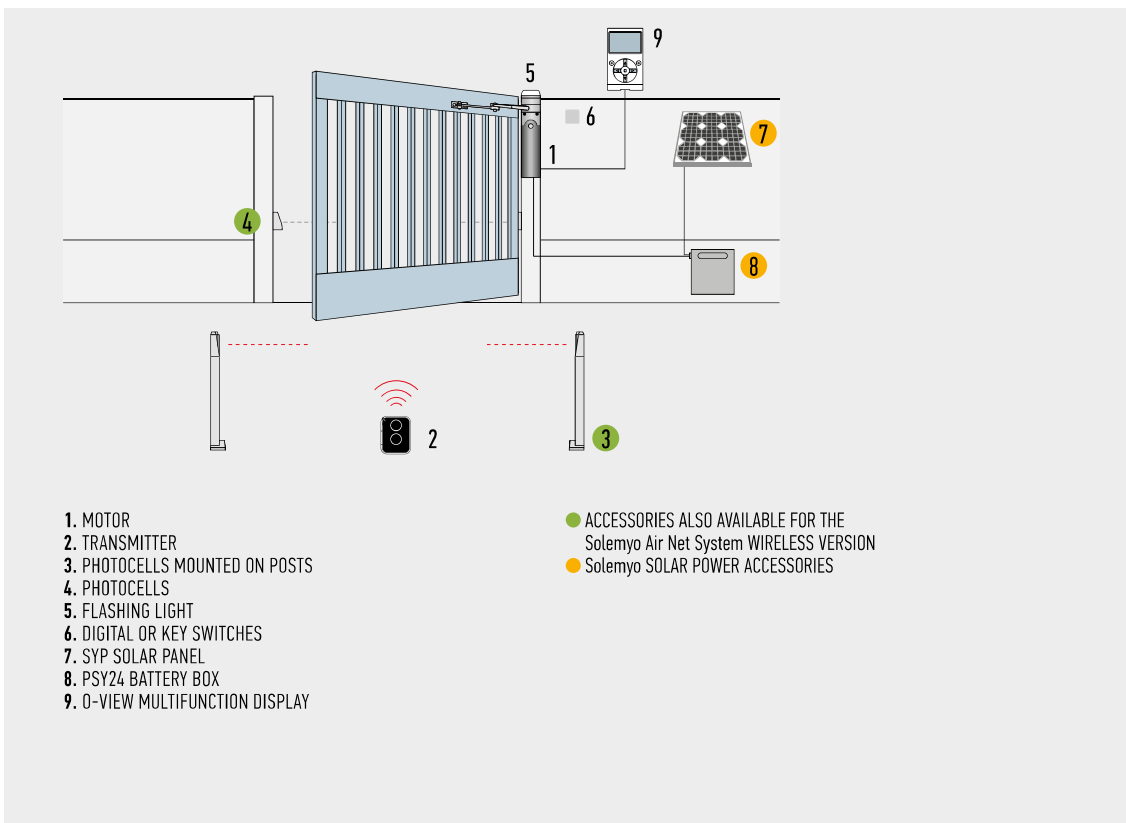 9
5
6
7
1
4
8
2
3
1. MOTOR
2. TRANSMITTER
3. PHOTOCELLS MOUNTED ON POSTS
4. PHOTOCELLS
5. FLASHING LIGHT
6. DIGITAL OR KEY SWITCHES
7. SYP SOLAR PANEL
8. PSY24 BATTERY BOX
9. O-VIEW MULTIFUNCTION DISPLAY
ACCESSORIES ALSO AVAILABLE FOR THE
Solemyo Air Net System WIRELESS VERSION
Solemyo SOLAR POWER ACCESSORIES